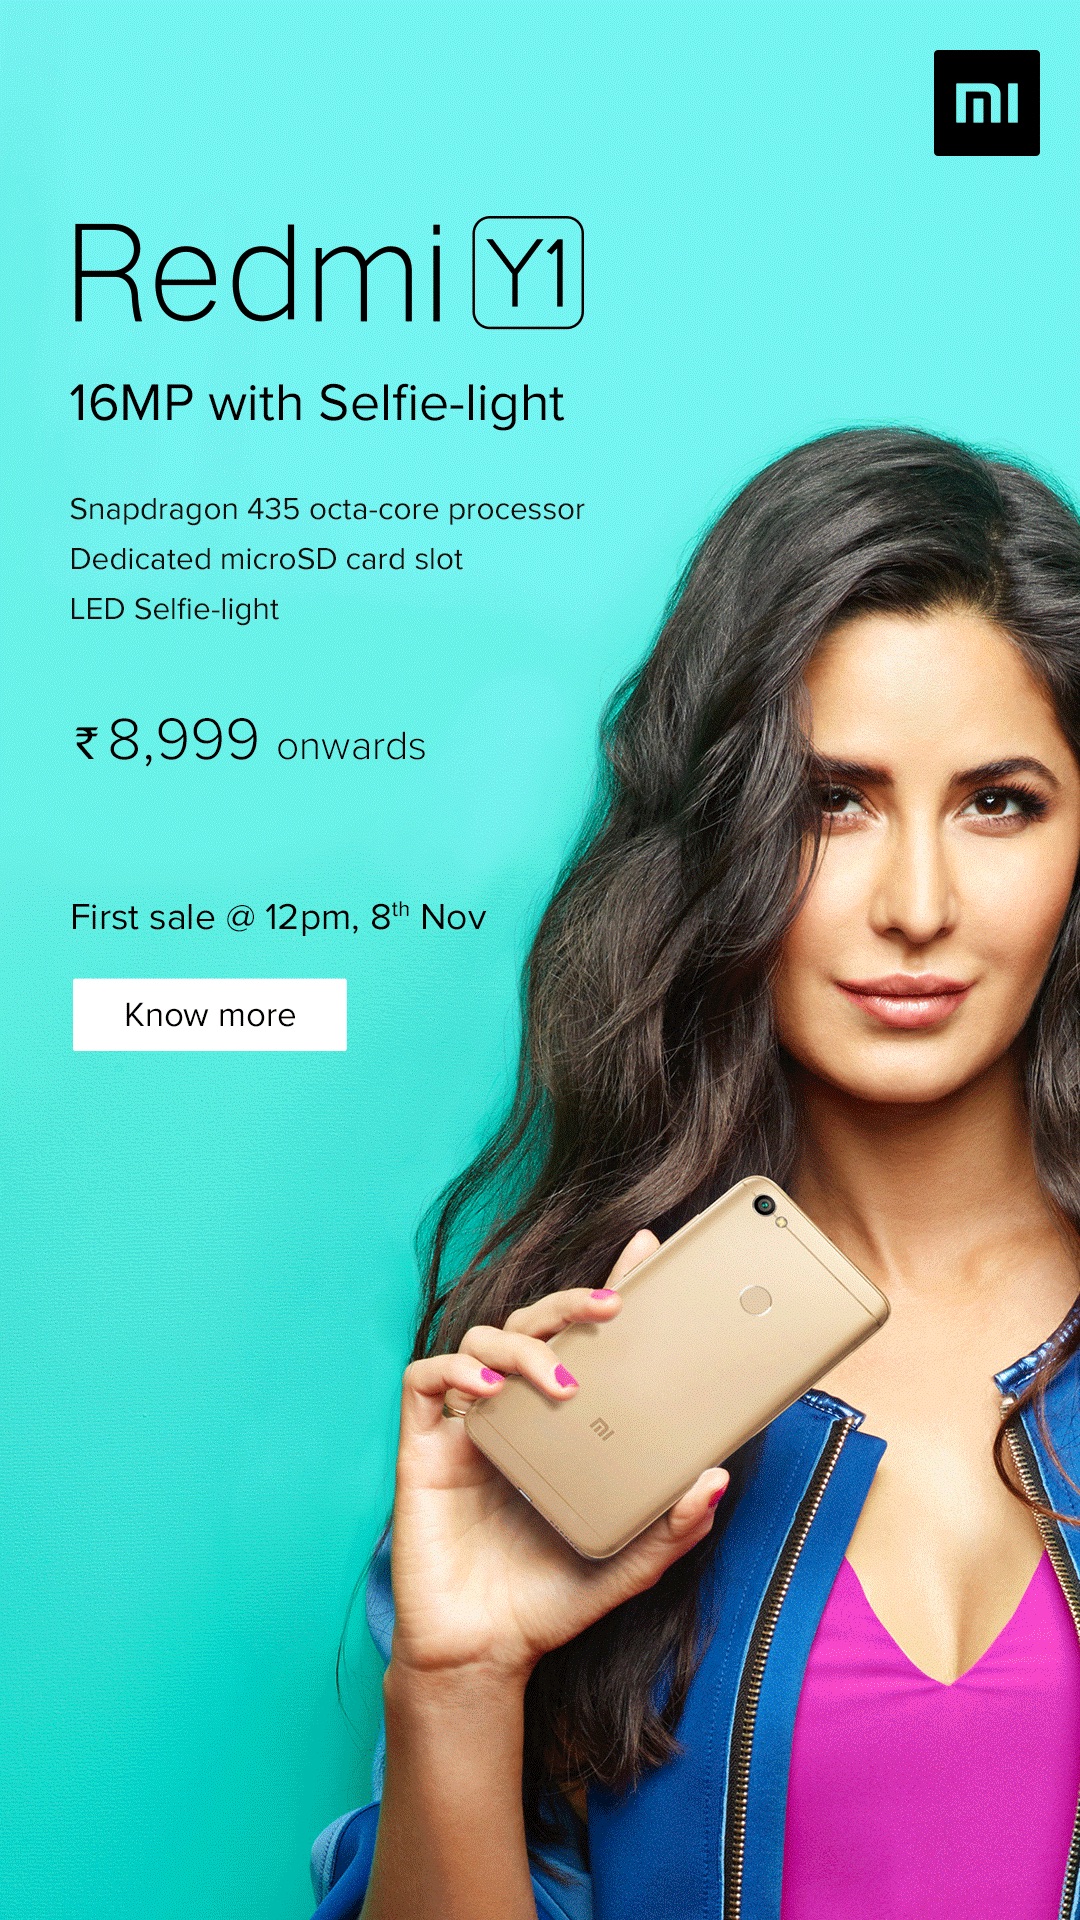 mi
Redmi Y1
16MP with Selfie-light
Snapdragon 435 octa-core processor
Dedicated microSD card slot
LED Selfie-light
₹ 8,999 onwards
First sale @ 12pm, 8th Nov
Know more
mi